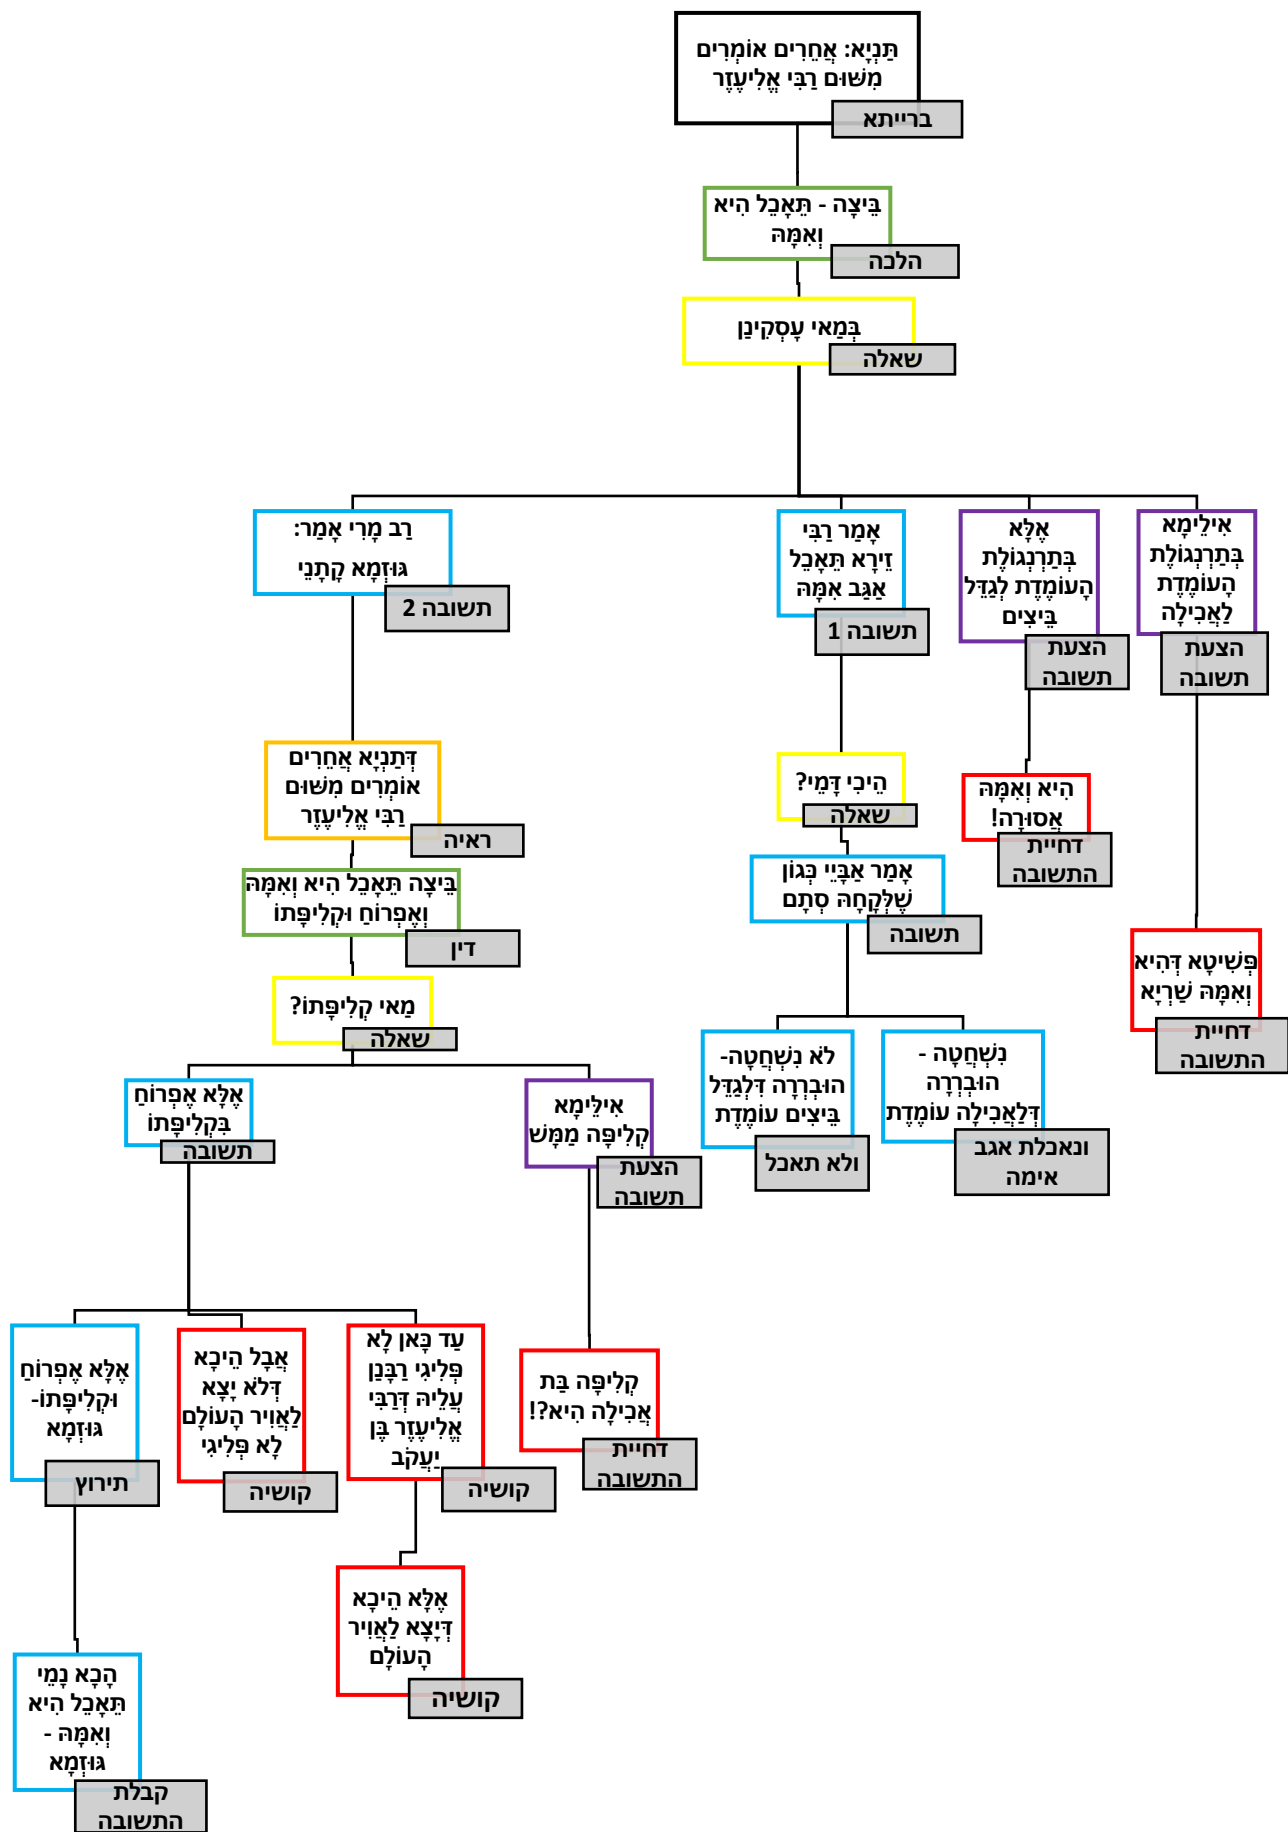 תַּנְיָא: אֲחֵרִים אוֹמְרִים
מִשּׁוּם רַבִּי אֱלִיעֶזֶר
ברייתא
בֵּיצָה - תֵּאָכֵל הִיא
וְאִמָּהּ
הלכה
בְּמַאי עָסְקִינַן
שאלה
אִילֵימָא
בְּתַרְנְגוֹלֶת
הָעוֹמֶדֶת
לַאֲכִילָה
הצעת
תשובה
פְּשִׁיטָא דְּהִיא
וְאִמָּהּ שַׁרְיָא
דחיית
התשובה
אֶלָּא
בְּתַרְנְגוֹלֶת
הָעוֹמֶדֶת לְגַדֵּל
בֵּיצִים
הצעת
תשובה
הִיא וְאִמָּהּ
אֲסוּרָה!
דחיית
התשובה
אָמַר רַבִּי
זֵירָא תֵּאָכֵל
אַגַּב אִמָּהּ
תשובה 1
הֵיכִי דָּמֵי?
שאלה
אָמַר אַבָּיֵי כְּגוֹן
שֶׁלְּקָחָהּ סְתָם
תשובה
נִשְׁחֲטָה -
הוּבְרְרָה
דְּלַאֲכִילָה עוֹמֶדֶת
ונאכלת אגב
אימה
לֹא נִשְׁחֲטָה-
הוּבְרְרָה דִּלְגַדֵּל
בֵּיצִים עוֹמֶדֶת
ולא תאכל
רַב מָרִי אָמַר:
גּוּזְמָא קָתָנֵי
תשובה 2
דְּתַנְיָא אֲחֵרִים
אוֹמְרִים מִשּׁוּם
רַבִּי אֱלִיעֶזֶר
ראיה
בֵּיצָה תֵּאָכֵל הִיא וְאִמָּהּ
וְאֶפְרוֹחַ וּקְלִיפָּתוֹ
דין
מַאי קְלִיפָּתוֹ?
שאלה
אִילֵּימָא
קְלִיפָּה מַמָּשׁ
הצעת
תשובה
קְלִיפָּה בַּת
אֲכִילָה הִיא?!
דחיית
התשובה
אֶלָּא אֶפְרוֹחַ
בִּקְלִיפָּתוֹ
תשובה
עַד כָּאן לָא
פְּלִיגִי רַבָּנַן
עֲלֵיהּ דְּרַבִּי
אֱלִיעֶזֶר בֶּן
יַעֲקֹב
קושיה
אֶלָּא הֵיכָא
דְּיָצָא לַאֲוִיר
הָעוֹלָם
קושיה
אֲבָל הֵיכָא
דְּלֹא יָצָא
לַאֲוִיר הָעוֹלָם
לָא פְּלִיגִי
קושיה
אֶלָּא אֶפְרוֹחַ
וּקְלִיפָּתוֹ-
גּוּזְמָא
תירוץ
הָכָא נָמֵי
תֵּאָכֵל הִיא
וְאִמָּהּ -
גּוּזְמָא
קבלת
התשובה